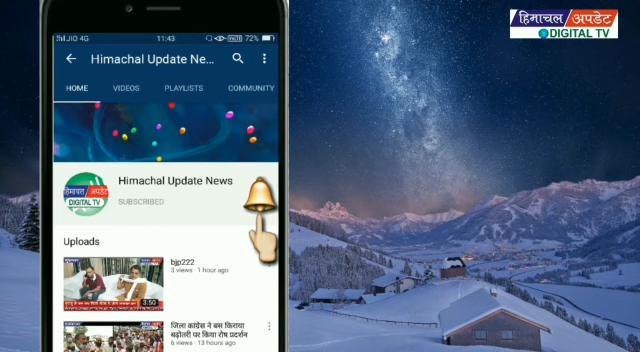 JIO 4G 11:43 72%
Himachal Update Ne...
HOME VIDEOS PLAYLISTS COMMUNITY
हिमाचल अपडेट
DIGITAL TV
Himachal Update News
SUBSCRIBED
हिमाचल अपडेट
DIGITAL TV
Uploads
bjp222
3 views · 1 hour ago
3:50
जिला कांग्रेस ने बस किराया
बढ़ोतरी पर किया रोष प्रदर्शन
6 views · 13 hours ago